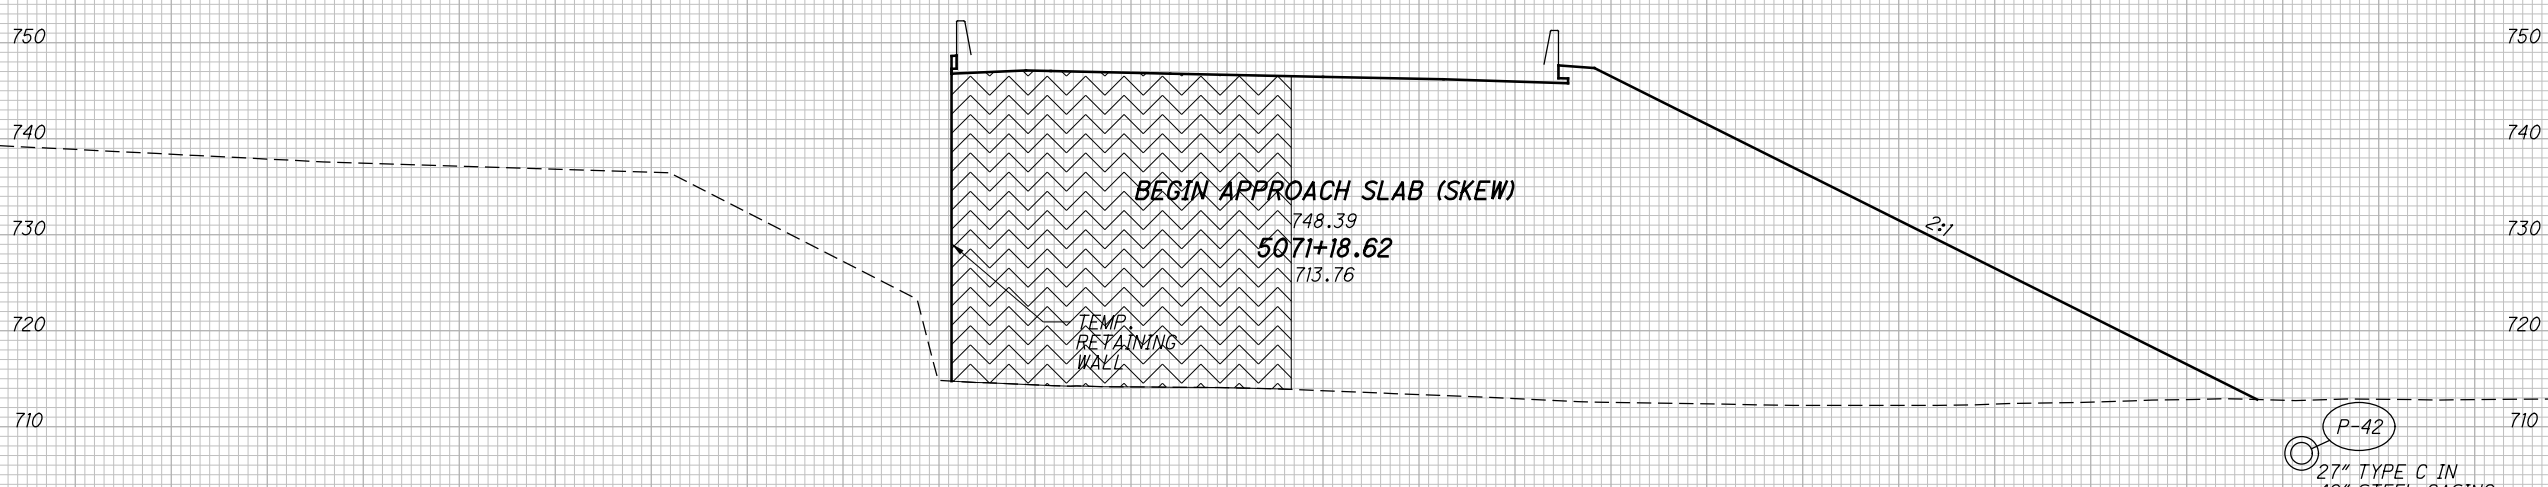 750
750
740
740
BEGIN APPROACH SLAB (SKEW)
748.39
730
2:1
730
5071+18.62
713.76
720
TEMP.
RETAINING
WALL
720
710
710
P-42
27" TYPE C IN